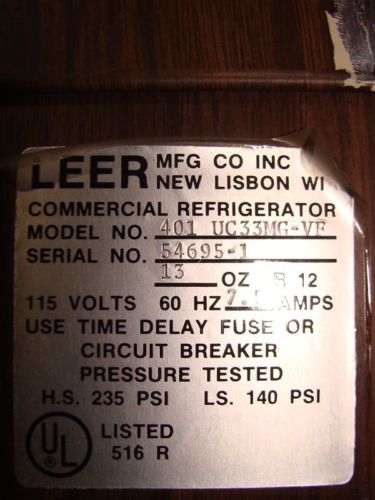 LEER MFG CO INC
NEW LISBON WI
COMMERCIAL REFRIGERATOR
MODEL NO. 401 UC33MG-VF
SERIAL NO. 54695-1
13 OZ R 12
115 VOLTS 60 HZ AMPS
USE TIME DELAY FUSE OR
CIRCUIT BREAKER
PRESSURE TESTED
H.S. 235 PSI LS. 140 PSI
UL LISTED
516 R